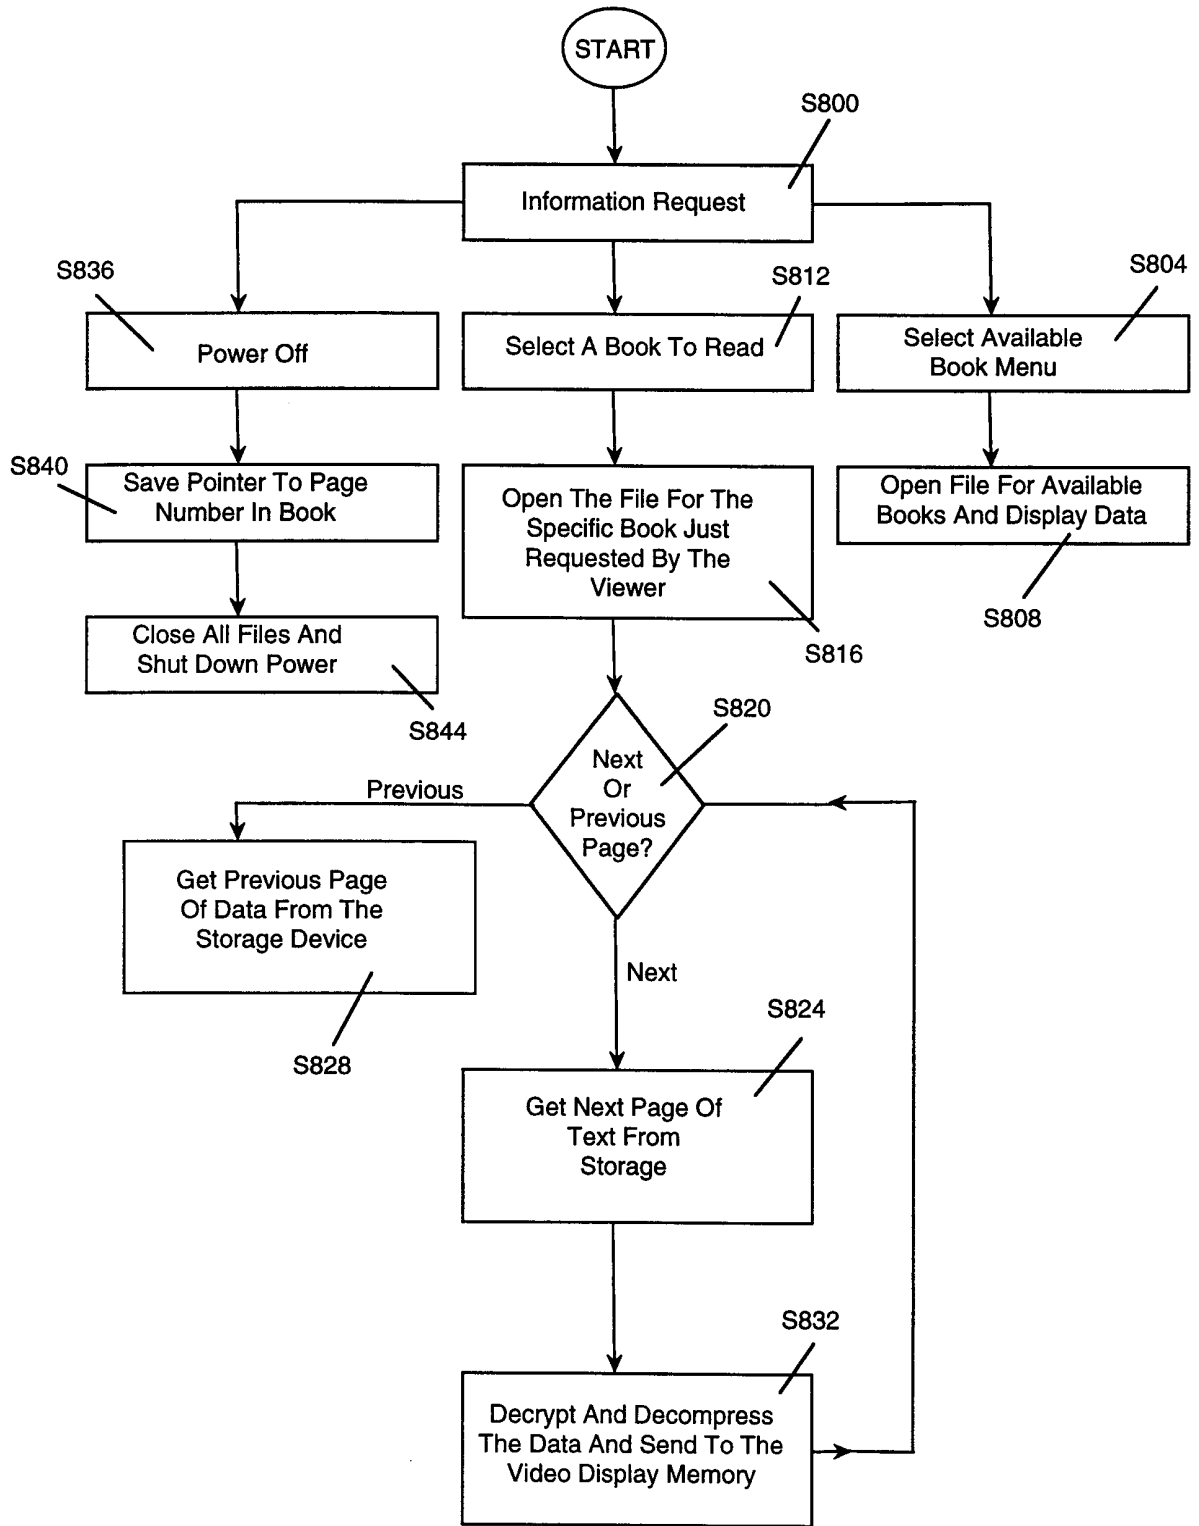 START
S800
Information Request
S836
S812
S804
Power Off
Select A Book To Read
Select Available
Book Menu
S840
Save Pointer To Page
Number In Book
Open The File For The
Specific Book Just
Requested By The
Viewer
Open File For Available
Books And Display Data
S808
S816
Close All Files And
Shut Down Power
S844
S820
Next
Or
Previous
Page?
Previous
Get Previous Page
Of Data From The
Storage Device
S828
Next
S824
Get Next Page Of
Text From
Storage
S832
Decrypt And Decompress
The Data And Send To The
Video Display Memory